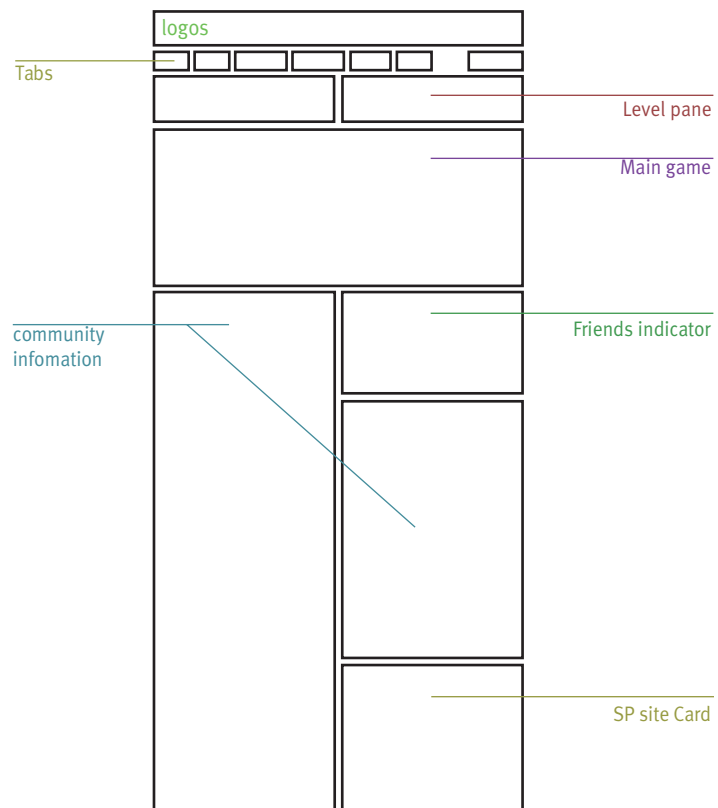 logos
Tabs
Level pane
Main game
community
infomation
Friends indicator
SP site Card